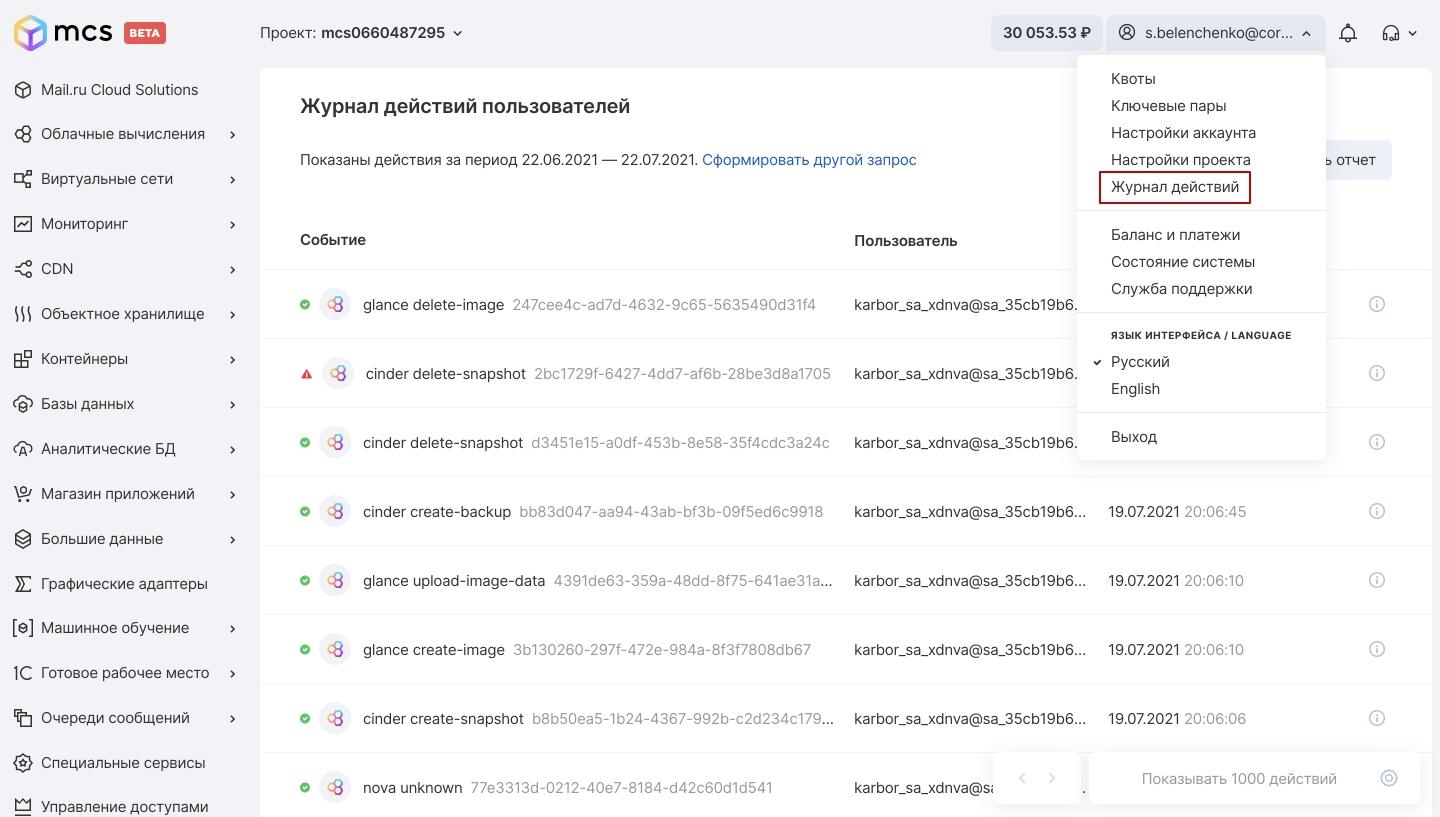 mcs BETA
Проект: mcs0660487295
30 053.53 ₽
s.belenchenko@cor...
Mail.ru Cloud Solutions
Облачные вычисления
Виртуальные сети
Мониторинг
CDN
Объектное хранилище
Контейнеры
Базы данных
Аналитические БД
Магазин приложений
Большие данные
Графические адаптеры
Машинное обучение
1C Готовое рабочее место
Очереди сообщений
Специальные сервисы
Управление доступами
Журнал действий пользователей
Показаны действия за период 22.06.2021 — 22.07.2021. Сформировать другой запрос
отчет
Квоты
Ключевые пары
Настройки аккаунта
Настройки проекта
Журнал действий
Баланс и платежи
Состояние системы
Служба поддержки
ЯЗЫК ИНТЕРФЕЙСА / LANGUAGE
Русский
English
Выход
Событие Пользователь
glance delete-image 247cee4c-ad7d-4632-9c65-5635490d31f4 karbor_sa_xdnva@sa_35cb19b6.
cinder delete-snapshot 2bc1729f-6427-4dd7-af6b-28be3d8a1705 karbor_sa_xdnva@sa_35cb19b6.
cinder delete-snapshot d3451e15-a0df-453b-8e58-35f4cdc3a24c karbor_sa_xdnva@sa_35cb19b6.
cinder create-backup bb83d047-aa94-43ab-bf3b-09f5ed6c9918 karbor_sa_xdnva@sa_35cb19b6... 19.07.2021 20:06:45
glance upload-image-data 4391de63-359a-48dd-8f75-641ae31a... karbor_sa_xdnva@sa_35cb19b6... 19.07.2021 20:06:10
glance create-image 3b130260-297f-472e-984a-8f3f7808db67 karbor_sa_xdnva@sa_35cb19b6... 19.07.2021 20:06:10
cinder create-snapshot b8b50ea5-1b24-4367-992b-c2d234c179... karbor_sa_xdnva@sa_35cb19b6... 19.07.2021 20:06:06
nova unknown 77e3313d-0212-40e7-8184-d42c60d1d541 karbor_sa_xdnva@sa
Показывать 1000 действий